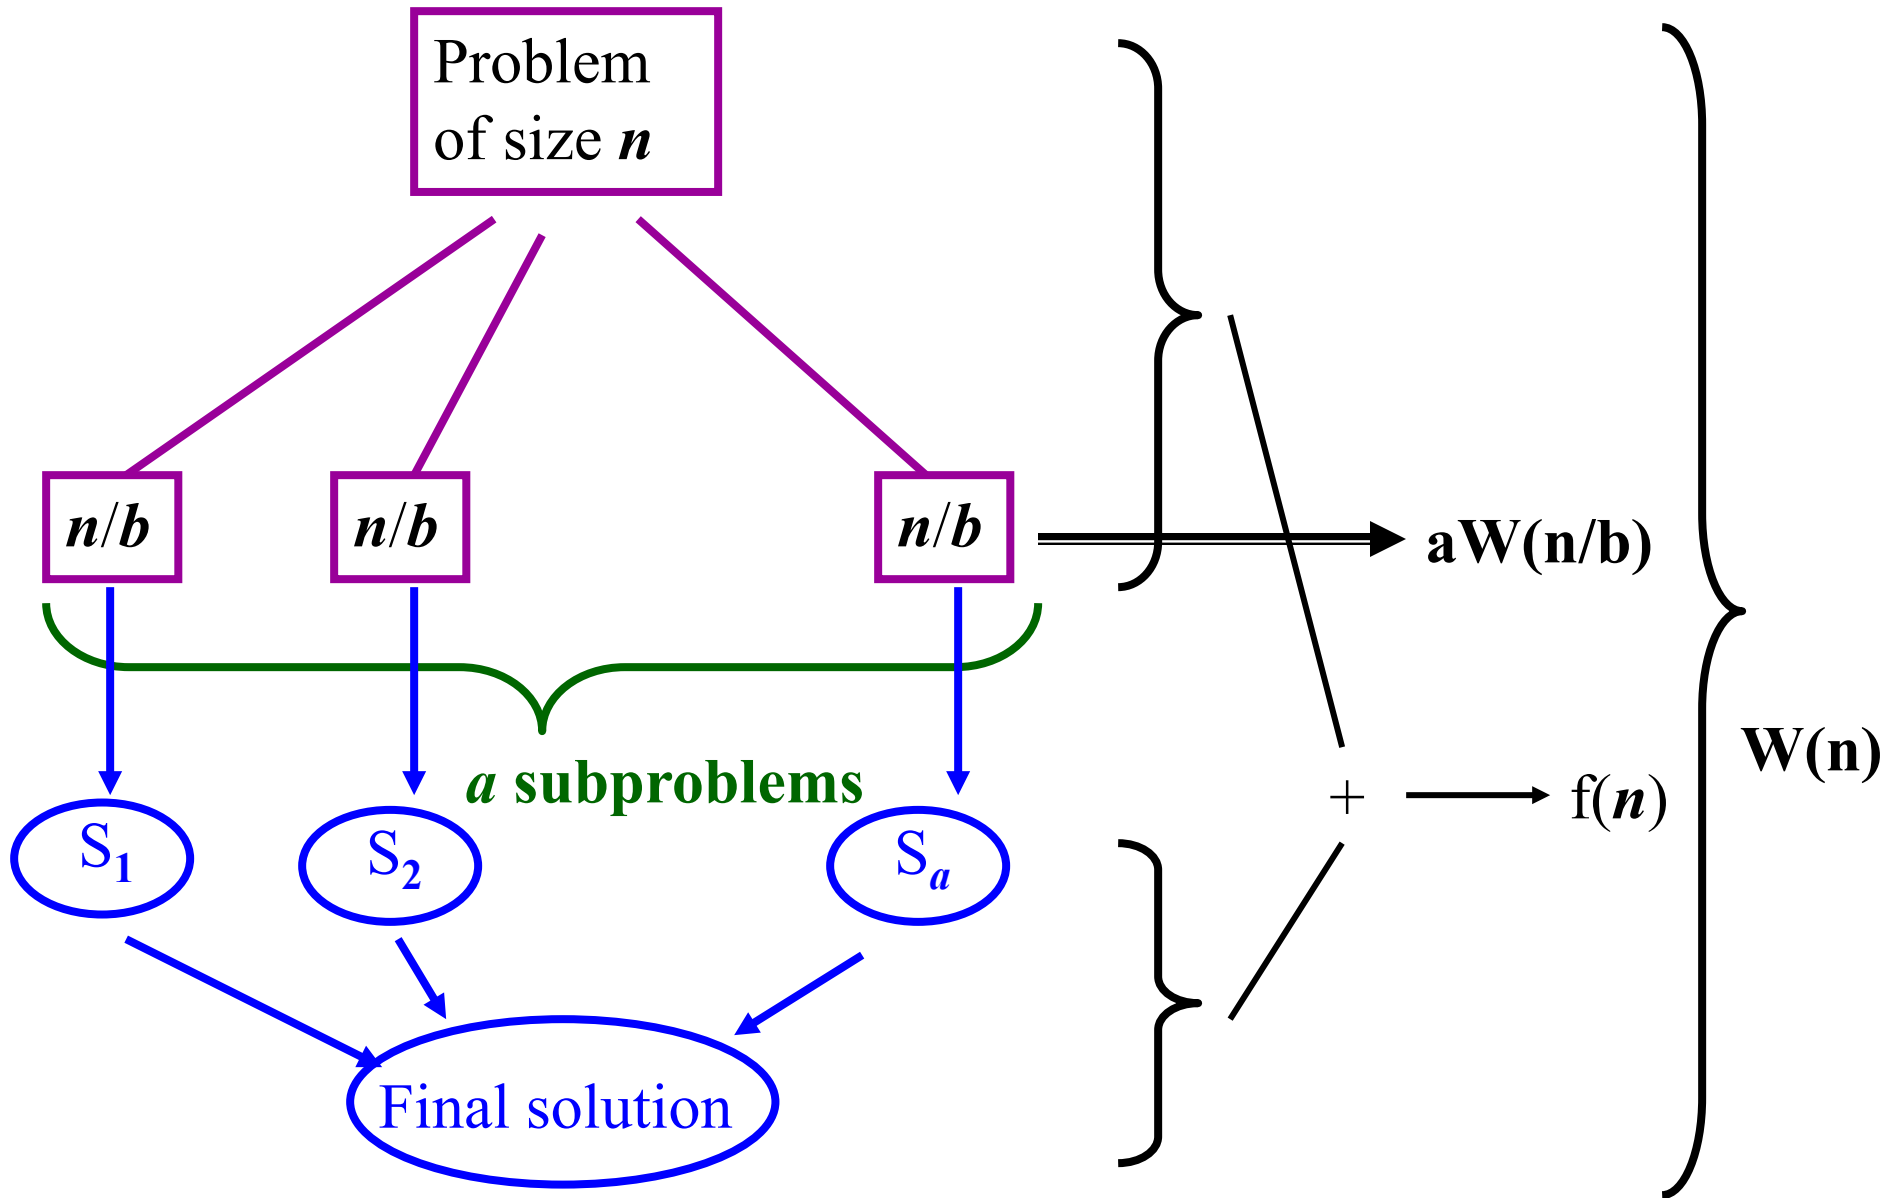 Problem
of size n
n/b
n/b
n/b
aW(n/b)
a subproblems
W(n)
+
f(n)
S1
S2
Sa
Final solution